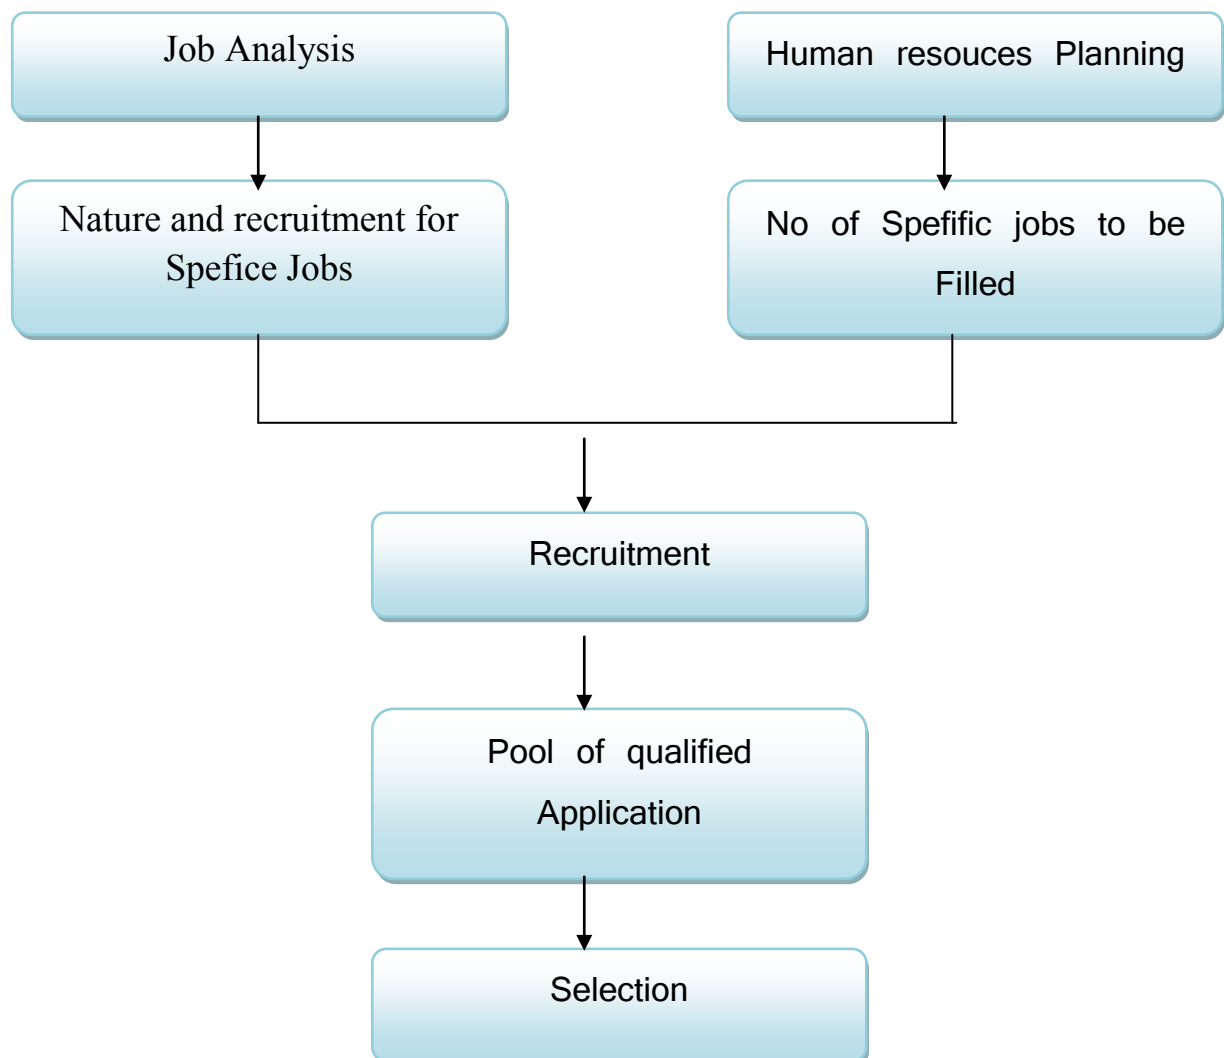 Job Analysis
Human resouces Planning
Nature and recruitment for
Spefice Jobs
No of Spefific jobs to be
Filled
Recruitment
Pool of qualified
Application
Selection